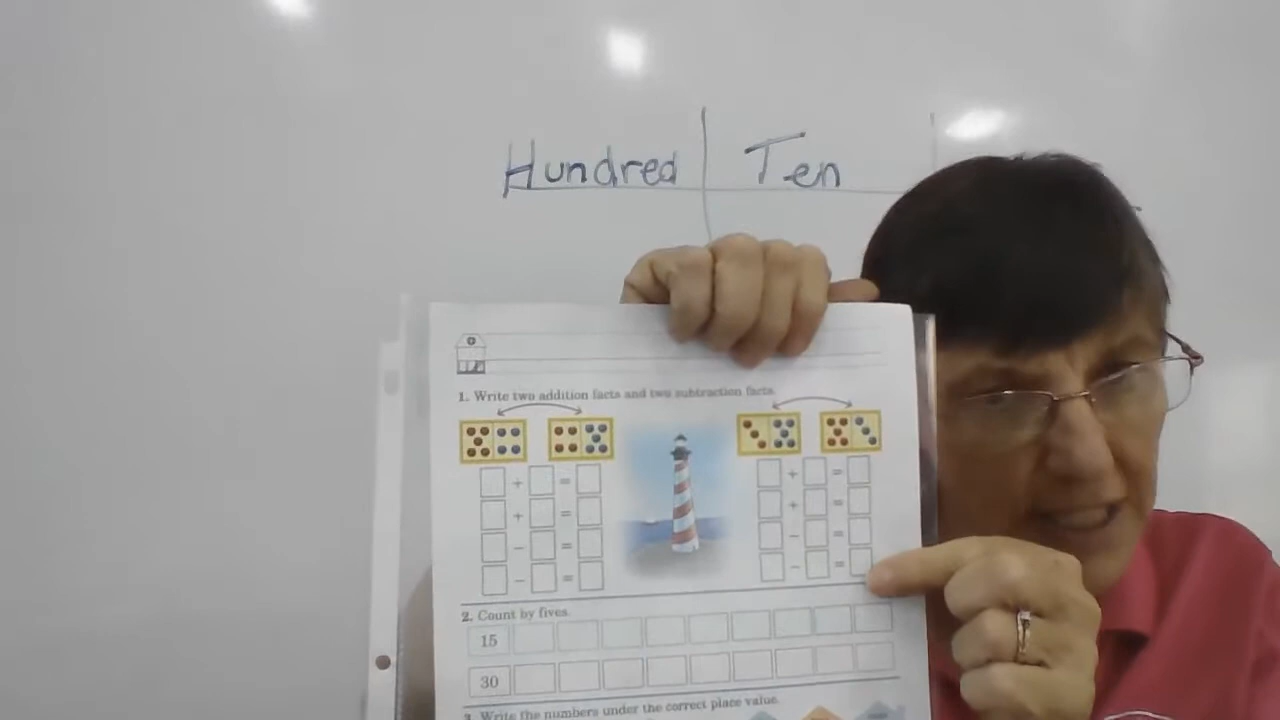 Hundred Ten
1. Write two addition facts and two subtraction facts.
+ =
+ =
+ =
+ =
- =
- =
- =
- =
2. Count by fives.
15
30
3. Write the numbers under the correct place value.